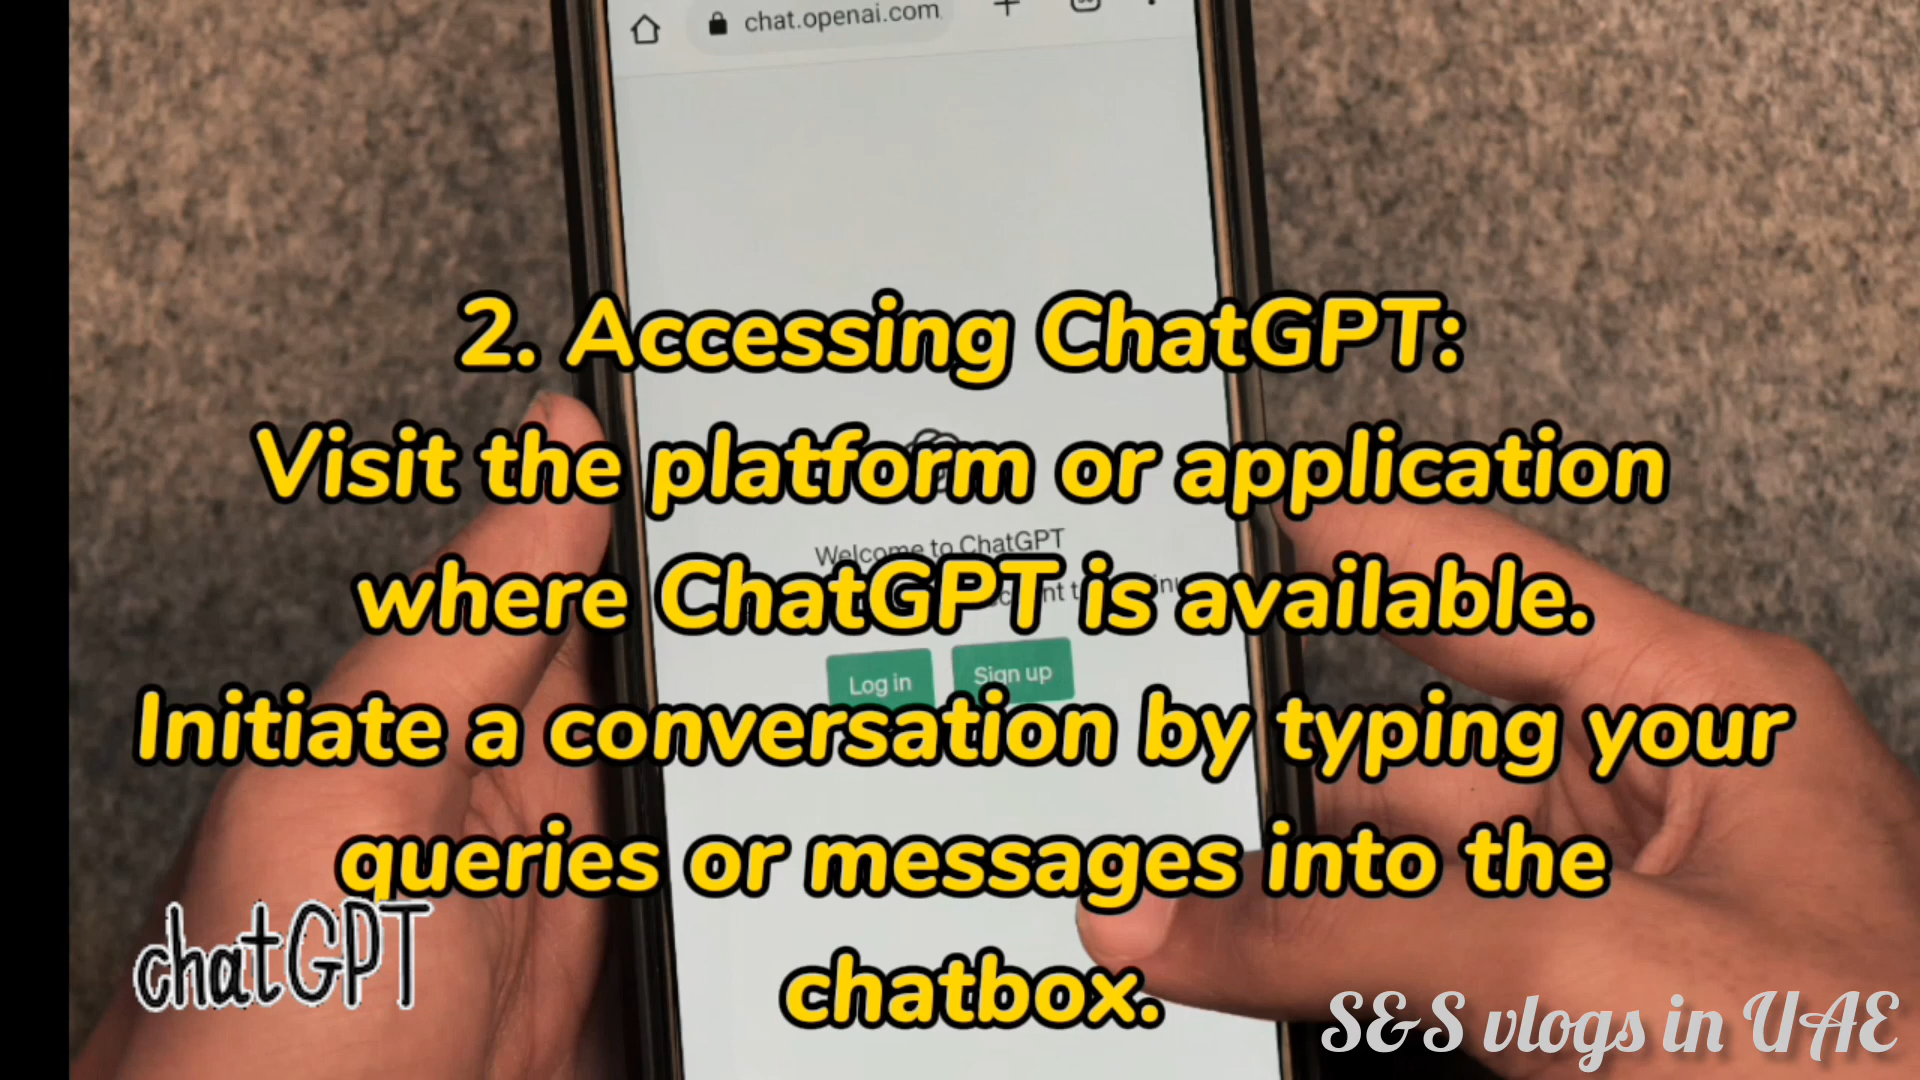 chat.openai.com
2. Accessing ChatGPT:
Visit the platform or application
Welcome to ChatGPT
where ChatGPT is available.
Log in
Sign up
Initiate a conversation by typing your
queries or messages into the
chatGPT
chatbox.
S&S vlogs in UAE